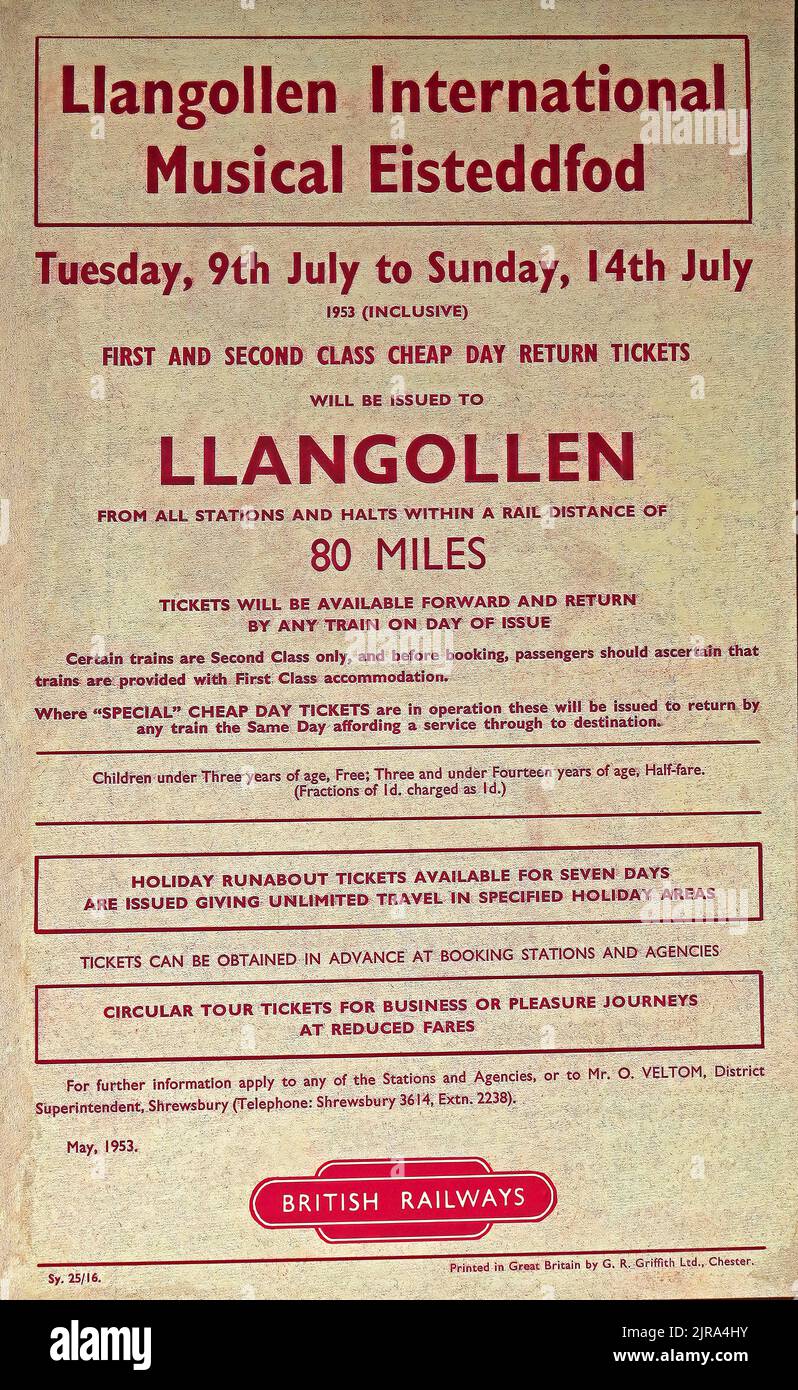 Llangollen International
Musical Eisteddfod
Tuesday, 9th July to Sunday, 14th July
1953 (INCLUSIVE)
FIRST AND SECOND CLASS CHEAP DAY RETURN TICKETS
WILL BE ISSUED TO
LLANGOLLEN
FROM ALL STATIONS AND HALTS WITHIN A RAIL DISTANCE OF
80 MILES
TICKETS WILL BE AVAILABLE FORWARD AND RETURN
BY ANY TRAIN ON DAY OF ISSUE
Certain trains are Second Class only, and before booking, passengers should ascertain that
trains are provided with First Class accommodation.
Where "SPECIAL" CHEAP DAY TICKETS are in operation these will be issued to return by
any train the Same Day affording a service through to destination.
Children under Three years of age, Free; Three and under Fourteen years of age, Half-fare.
(Fractions of 1d. charged as 1d.)
HOLIDAY RUNABOUT TICKETS AVAILABLE FOR SEVEN DAYS
ARE ISSUED GIVING UNLIMITED TRAVEL IN SPECIFIED HOLIDAY AREAS
TICKETS CAN BE OBTAINED IN ADVANCE AT BOOKING STATIONS AND AGENCIES
CIRCULAR TOUR TICKETS FOR BUSINESS OR PLEASURE JOURNEYS
AT REDUCED FARES
For further information apply to any of the Stations and Agencies, or to Mr. O. VELTOM, District
Superintendent, Shrewsbury (Telephone: Shrewsbury 3614, Extn. 2238).
May, 1953.
BRITISH RAILWAYS
Sy. 25/16.
Printed in Great Britain by G. R. Griffith Ltd., Chester.
alamy
Image ID: 2JRA4HY
www.alamy.com